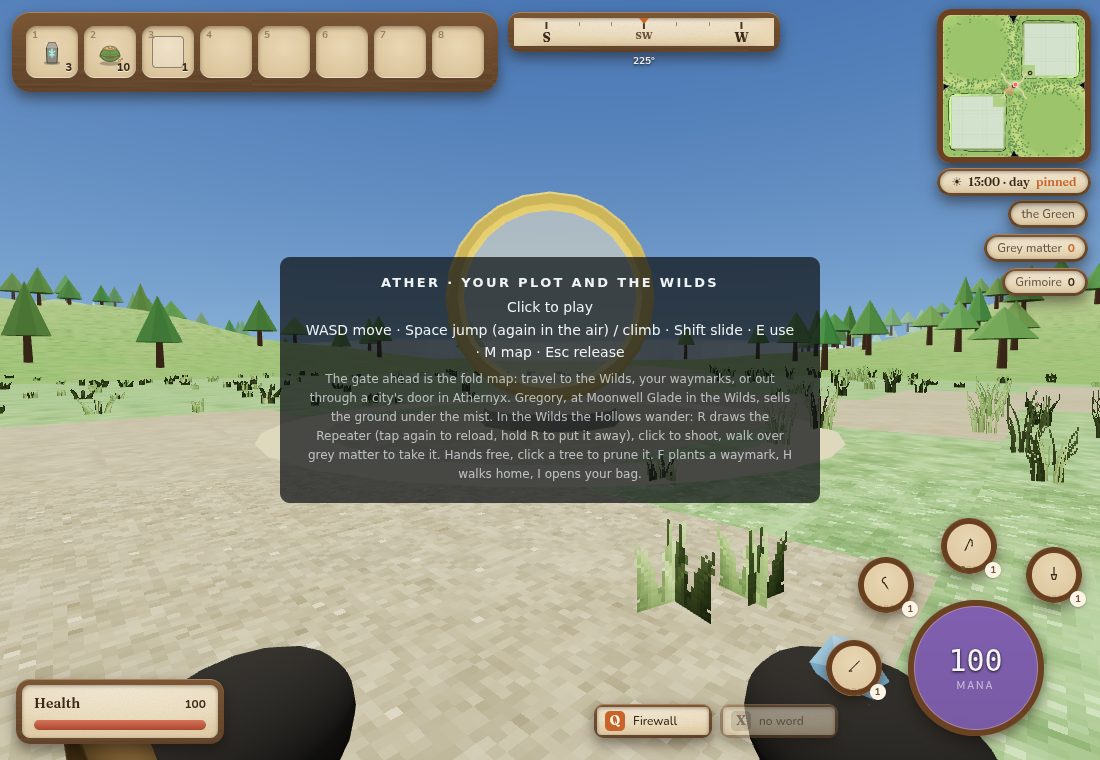 1 2 3 4 5 6 7 8
3 10 1
S SW W
225°
☀ 13:00 · day pinned
the Green
Grey matter 0
Grimoire 0
ATHER · YOUR PLOT AND THE WILDS
Click to play
WASD move · Space jump (again in the air) / climb · Shift slide · E use
· M map · Esc release
The gate ahead is the fold map: travel to the Wilds, your waymarks, or out
through a city's door in Athernyx. Gregory, at Moonwell Glade in the Wilds, sells
the ground under the mist. In the Wilds the Hollows wander: R draws the
Repeater (tap again to reload, hold R to put it away), click to shoot, walk over
grey matter to take it. Hands free, click a tree to prune it. F plants a waymark, H
walks home, I opens your bag.
1
1
1
1
100
MANA
Health 100
Q Firewall
X no word